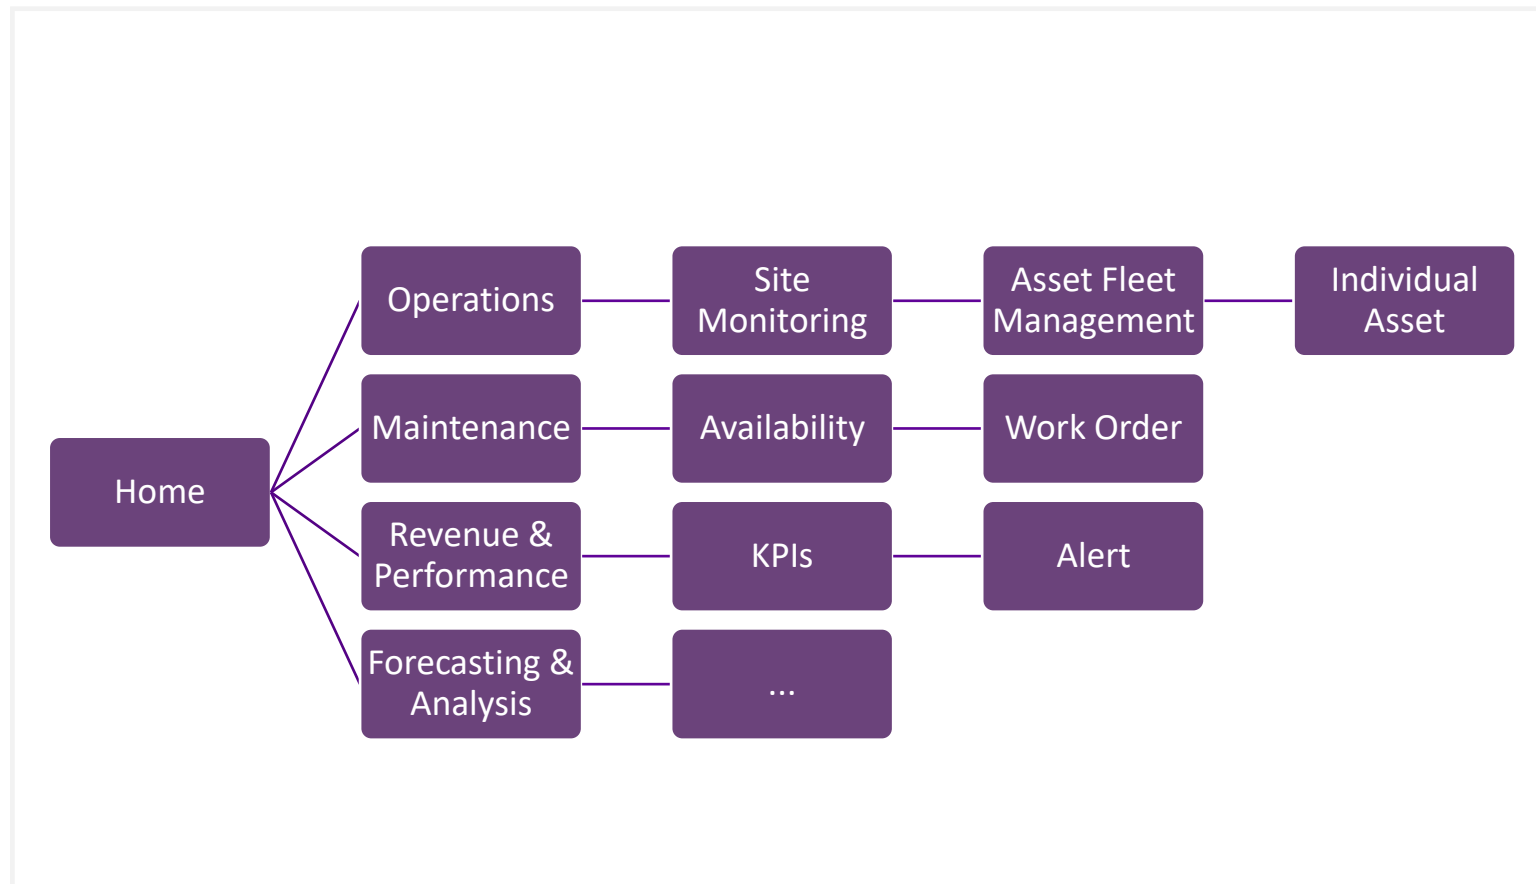 Home
Operations
Site
Monitoring
Asset Fleet
Management
Individual
Asset
Maintenance
Availability
Work Order
Revenue &
Performance
KPIs
Alert
Forecasting &
Analysis
...